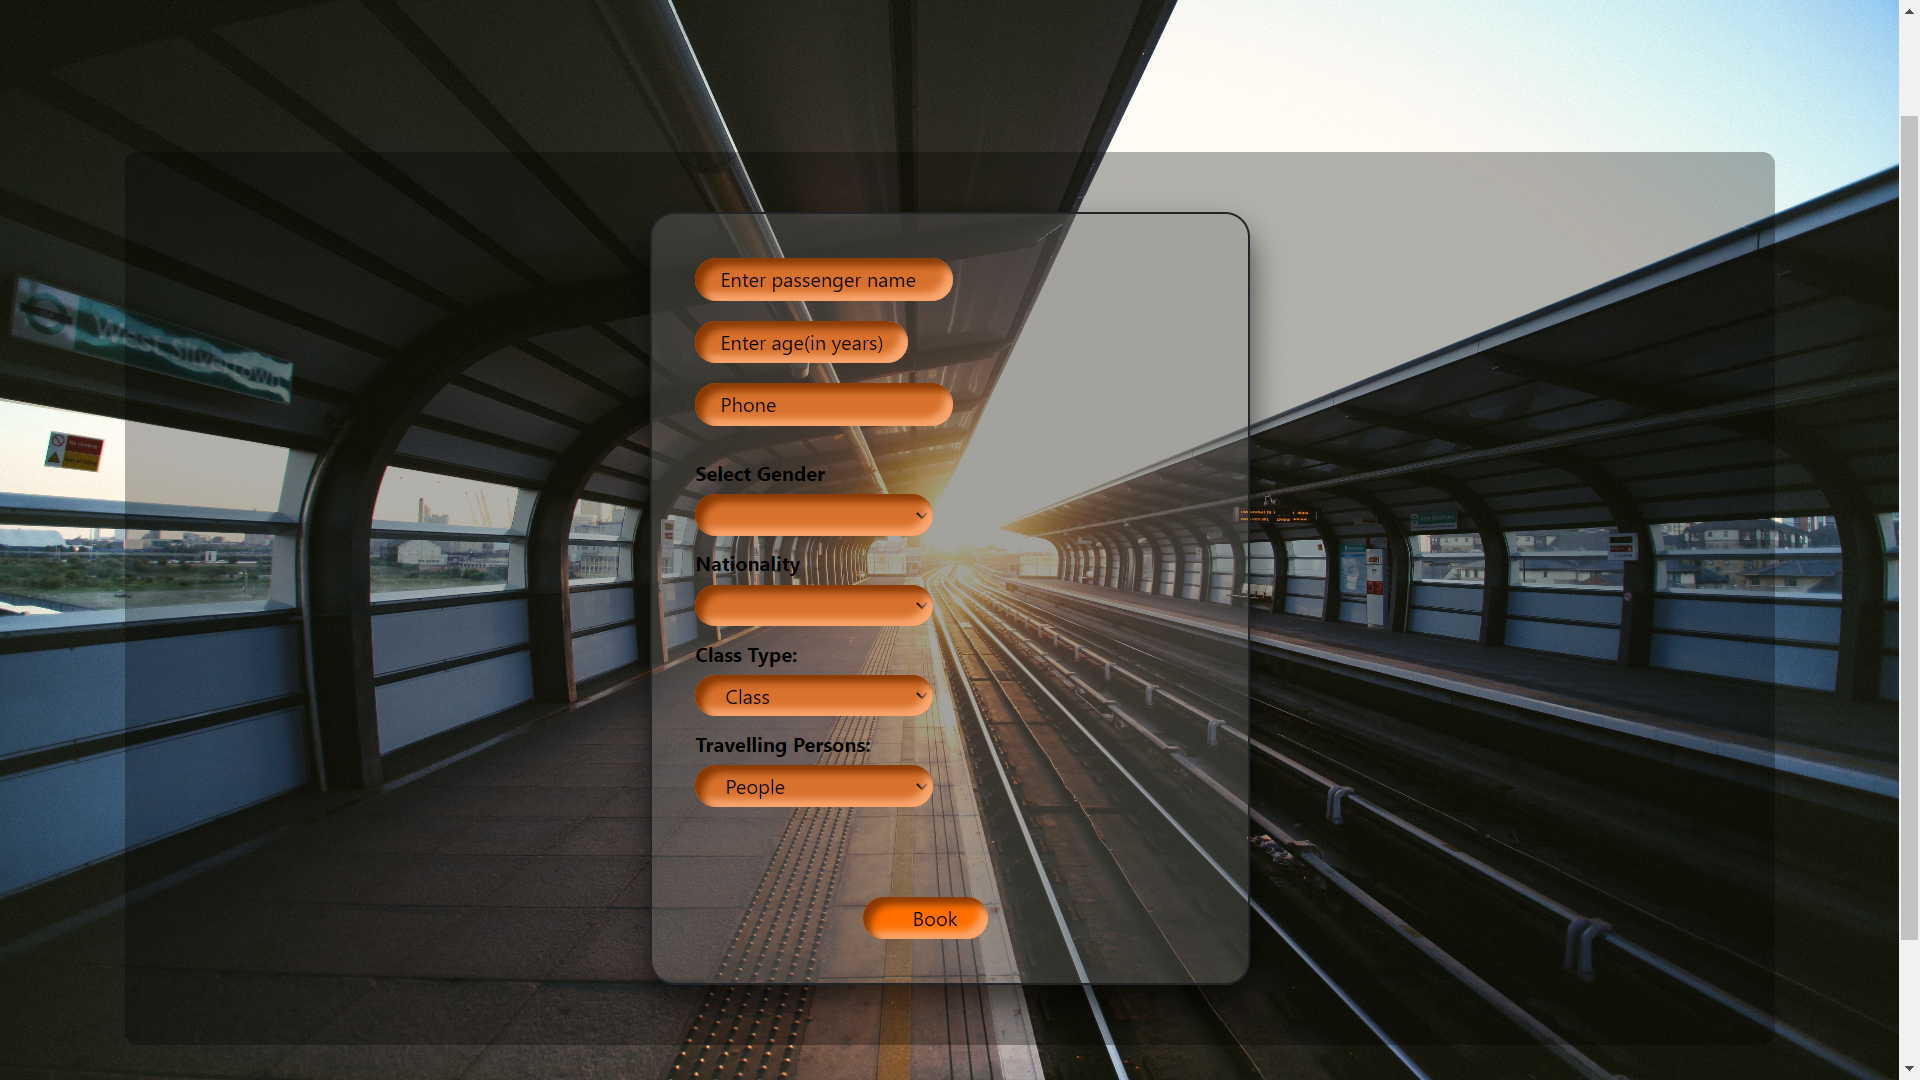 Enter passenger name
West Silvertown
Enter age(in years)
Phone
Select Gender
Nationality
Class Type:
Class
Travelling Persons:
People
Book